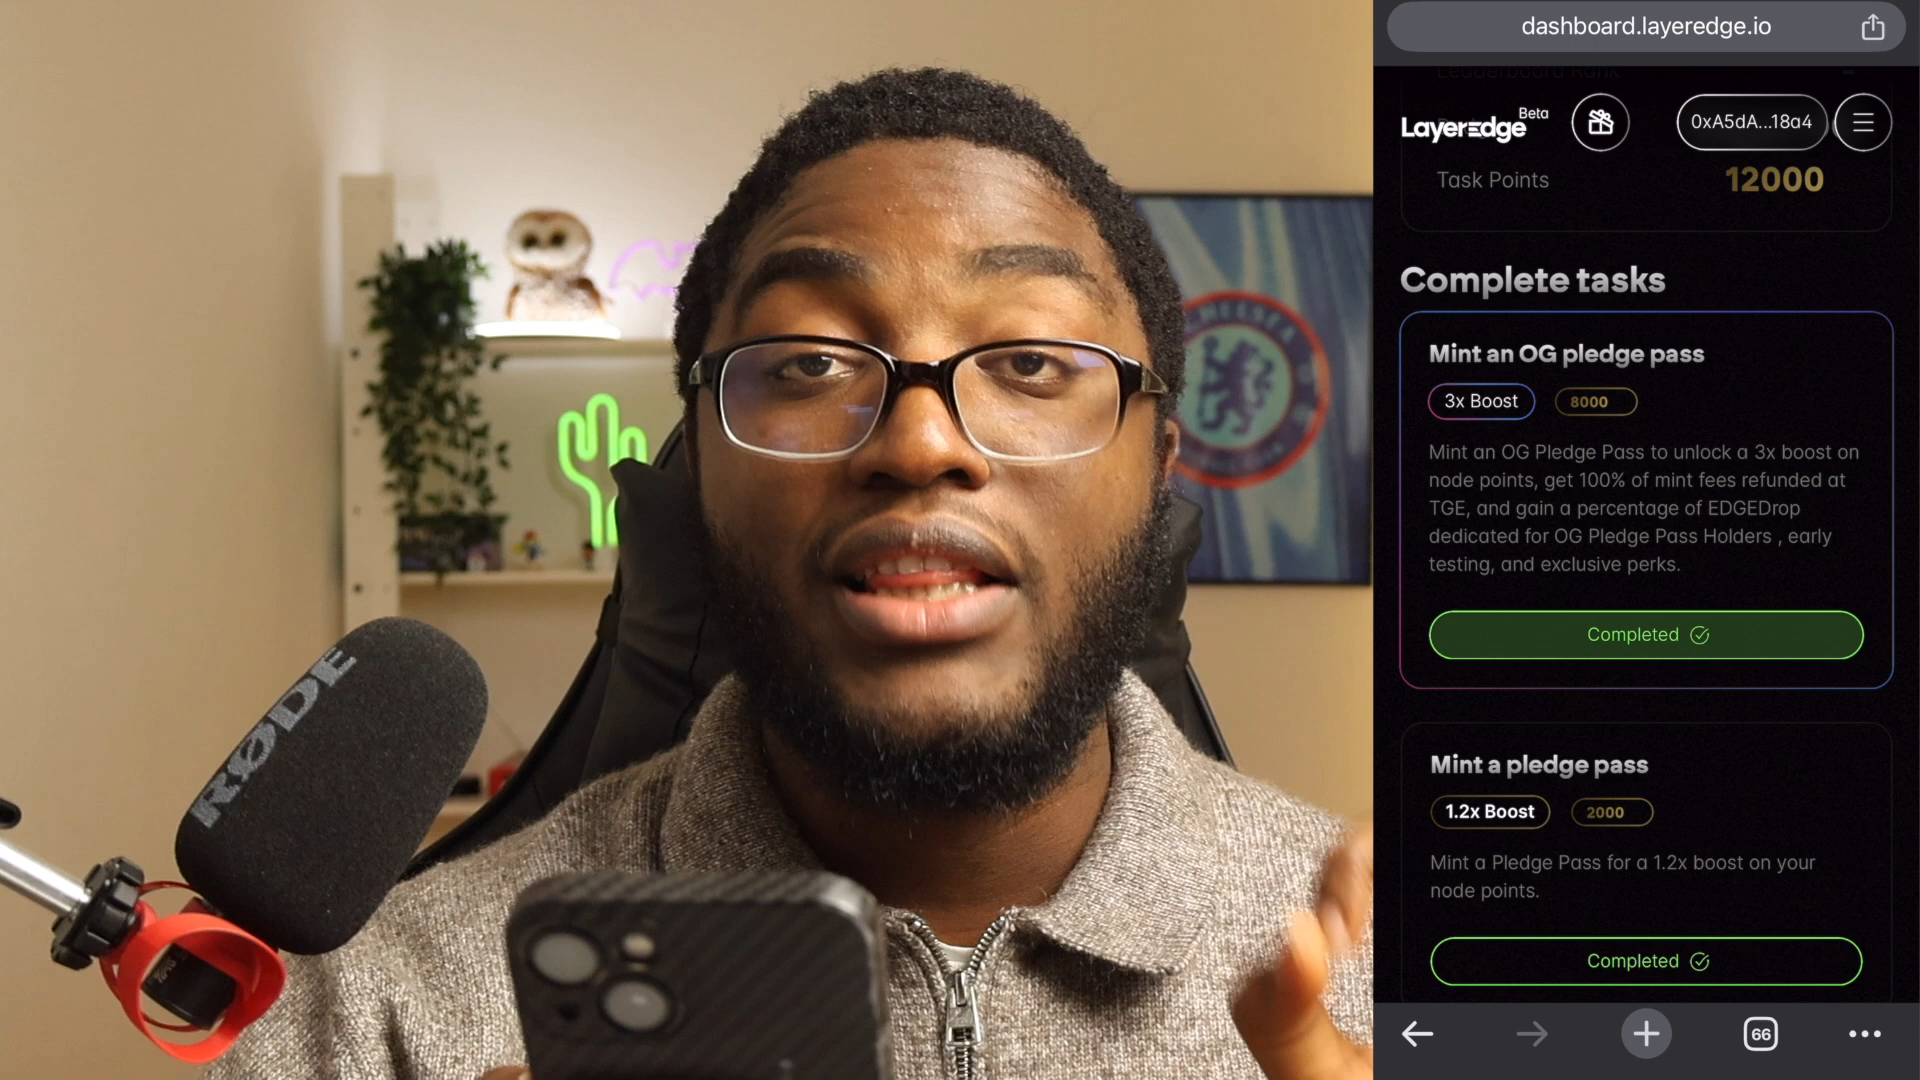 dashboard.layeredge.io
Leaderboard Rank
LayerEdge Beta
0xA5dA...18a4
Task Points
12000
Complete tasks
Mint an OG pledge pass
3x Boost
8000
Mint an OG Pledge Pass to unlock a 3x boost on
node points, get 100% of mint fees refunded at
TGE, and gain a percentage of EDGEDrop
dedicated for OG Pledge Pass Holders , early
testing, and exclusive perks.
Completed
Mint a pledge pass
1.2x Boost
2000
Mint a Pledge Pass for a 1.2x boost on your
node points.
Completed
66
RØDE
CHELSEA